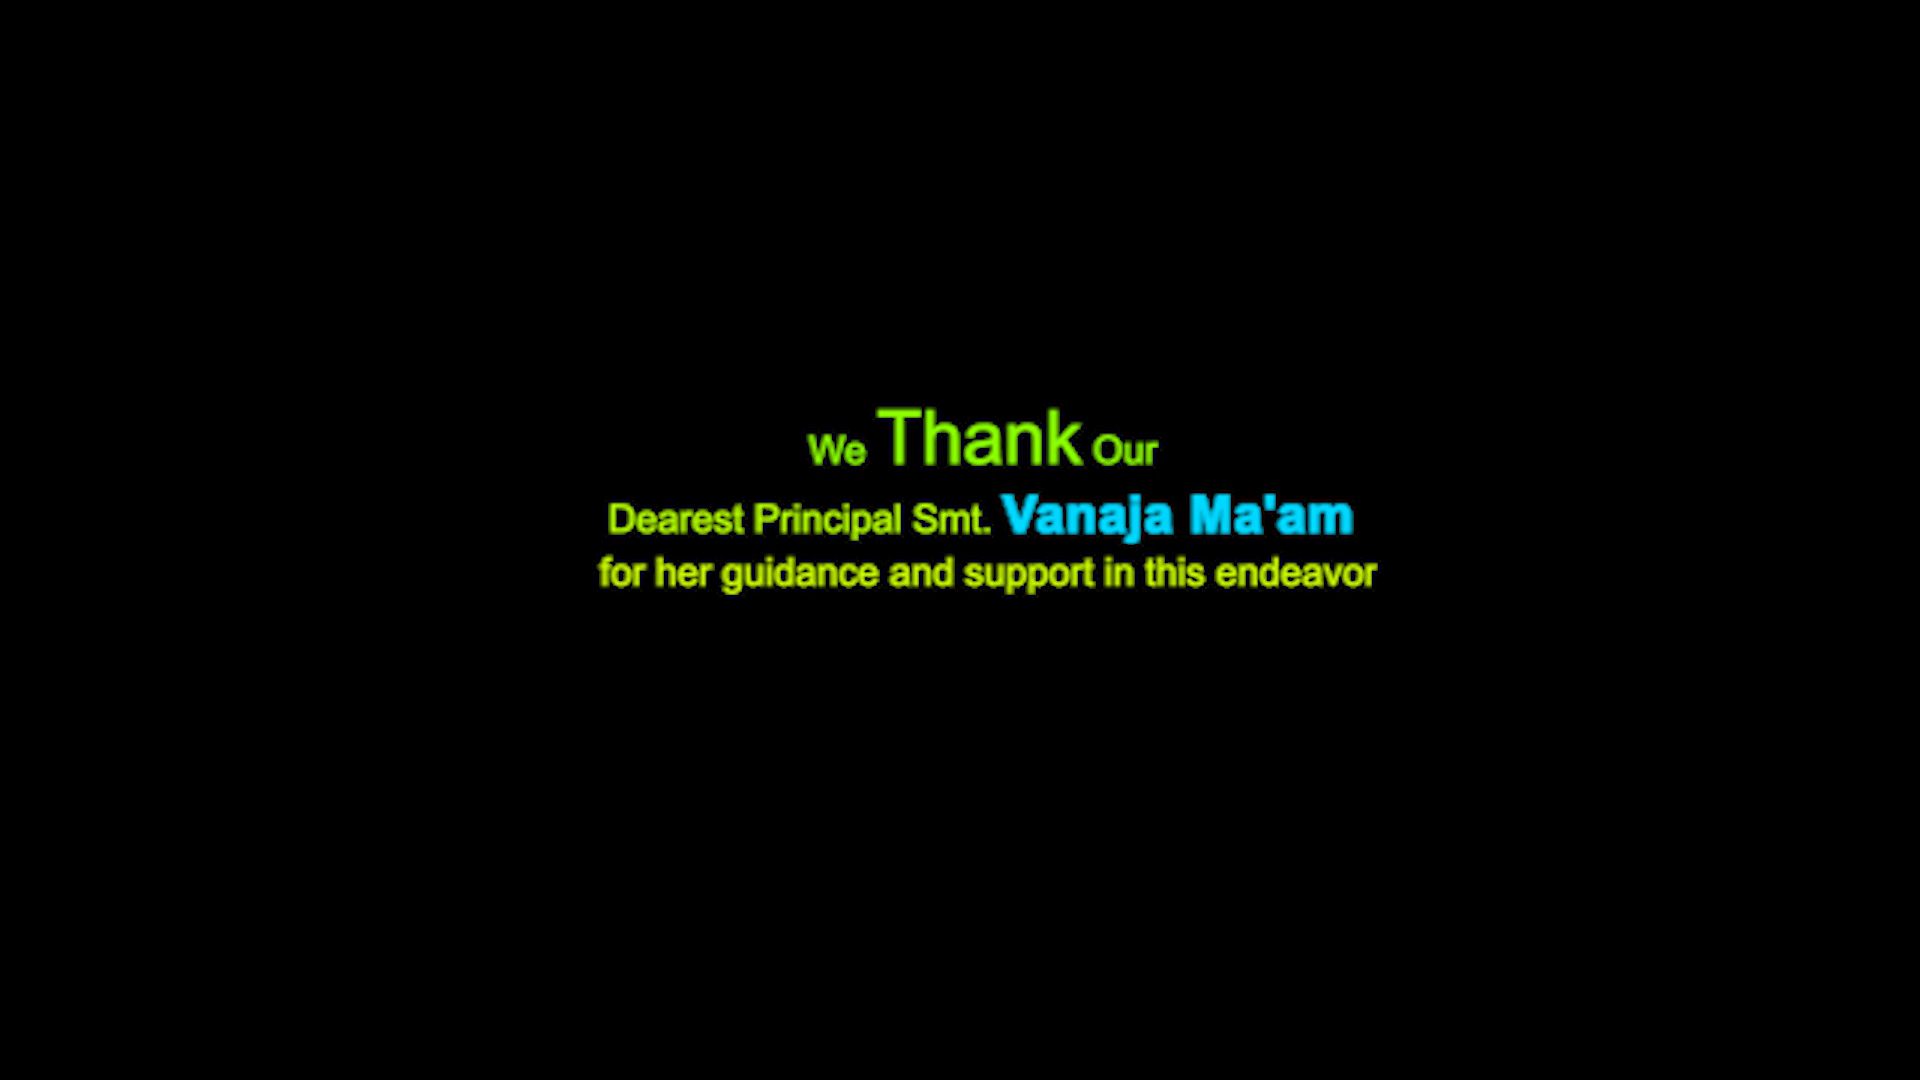 We Thank Our
Dearest Principal Smt. Vanaja Ma'am
for her guidance and support in this endeavor